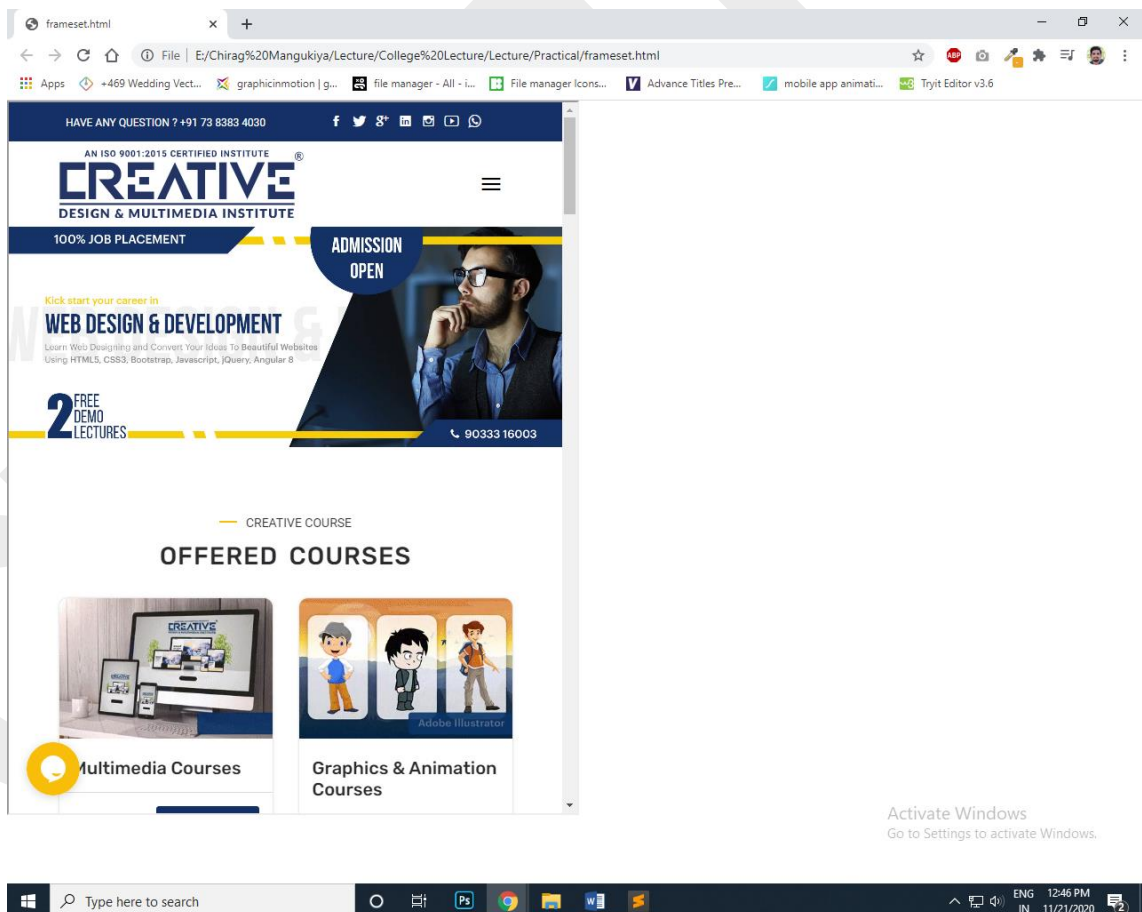 frameset.html
File | E:/Chirag%20Mangukiya/Lecture/College%20Lecture/Lecture/Practical/frameset.html
ABP
Apps +469 Wedding Vect... graphicinmotion | g... file manager - All - i... File manager Icons... Advance Titles Pre... mobile app animati... Tryit Editor v3.6
HAVE ANY QUESTION ? +91 73 8383 4030
AN ISO 9001:2015 CERTIFIED INSTITUTE
CREATIVE ®
DESIGN & MULTIMEDIA INSTITUTE
100% JOB PLACEMENT
ADMISSION
OPEN
Kick start your career in
WEB DESIGN & DEVELOPMENT
Learn Web Designing and Convert Your Ideas To Beautiful Websites
Using HTML5, CSS3, Bootstrap, Javascript, jQuery, Angular 8
2 FREE
DEMO
LECTURES
90333 16003
CREATIVE COURSE
OFFERED COURSES
CREATIVE
Adobe Illustrator
Multimedia Courses
Graphics & Animation
Courses
Activate Windows
Go to Settings to activate Windows.
Type here to search
Ps
ENG 12:46 PM
IN 11/21/2020 2